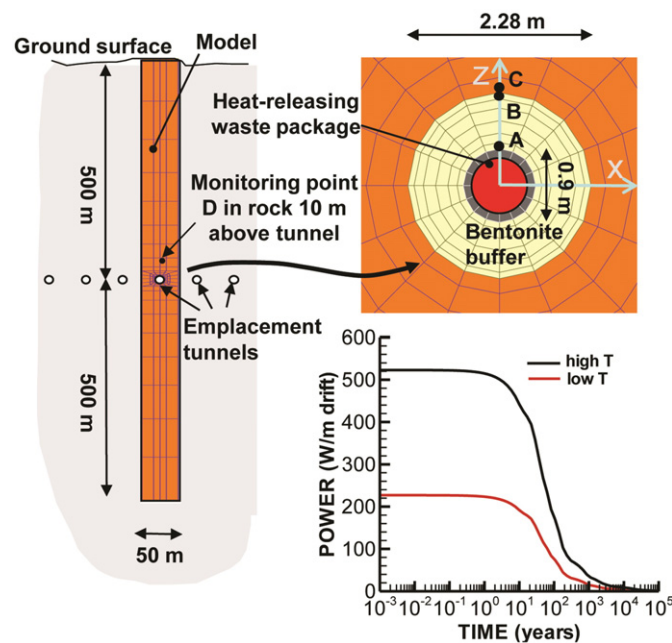 Ground surface
Model
500 m
Monitoring point
D in rock 10 m
above tunnel
Emplacement
tunnels
500 m
50 m
2.28 m
Z
C
Heat-releasing
waste package
B
A
X
0.9 m
Bentonite
buffer
600
500
400
300
200
100
0
POWER (W/m drift)
high T
low T
10-3 10-2 10-1 100 101 102 103 104 105
TIME (years)